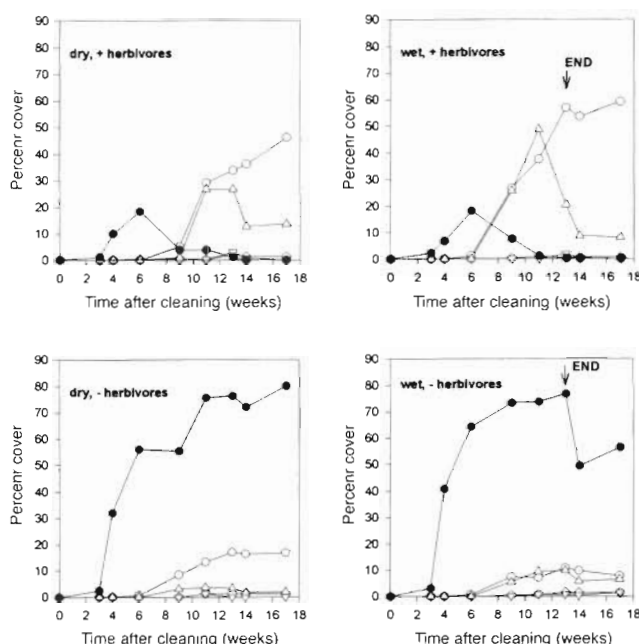 90
80
70
60
50
40
30
20
10
0
Percenr cover
dry, + herbivores
0 2 4 6 8 10 12 14 16 18
Time after cleaning (weeks)
90
80
70
60
50
40
30
20
10
0
Percenr cover
wet, + herbivores
END
0 2 4 6 8 10 12 14 16 18
Time after cleaning (weeks)
90
80
70
60
50
40
30
20
10
0
Percenr cover
dry, - herbivores
0 2 4 6 8 10 12 14 16 18
Time after cleaning (weeks)
90
80
70
60
50
40
30
20
10
0
Percenr cover
wet, - herbivores
END
0 2 4 6 8 10 12 14 16 18
Time after cleaning (weeks)